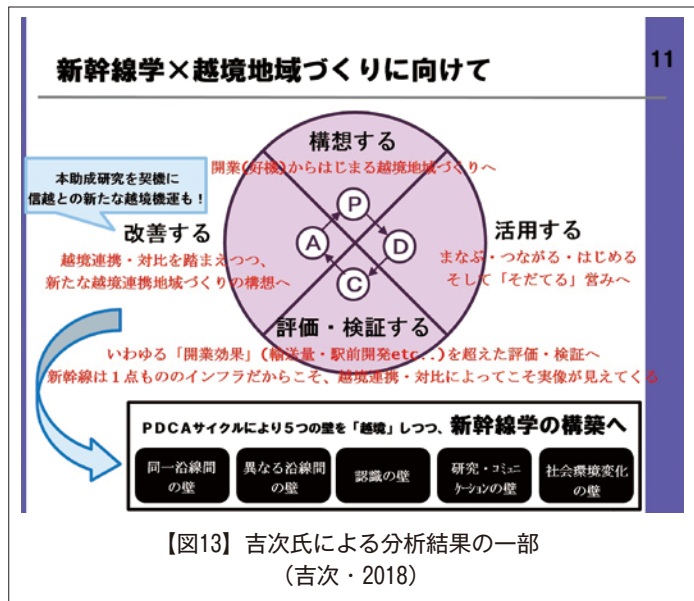 新幹線学×越境地域づくりに向けて
11
構想する
開業(好機)からはじまる越境地域づくりへ
本助成研究を契機に
信越との新たな越境機運も！
改善する
越境連携・対比を踏まえつつ、
新たな越境連携地域づくりの構想へ
P
A
D
C
活用する
まなぶ・つながる・はじめる
そして「そだてる」営みへ
評価・検証する
いわゆる「開業効果」(輸送量・駅前開発etc..)を超えた評価・検証へ
新幹線は１点もののインフラだからこそ、越境連携・対比によってこそ実像が見えてくる
PDCAサイクルにより５つの壁を「越境」しつつ、新幹線学の構築へ
同一沿線間
の壁
異なる沿線間
の壁
認識の壁
研究・コミュニ
ケーションの壁
社会環境変化
の壁
【図13】吉次氏による分析結果の一部
（吉次・2018）